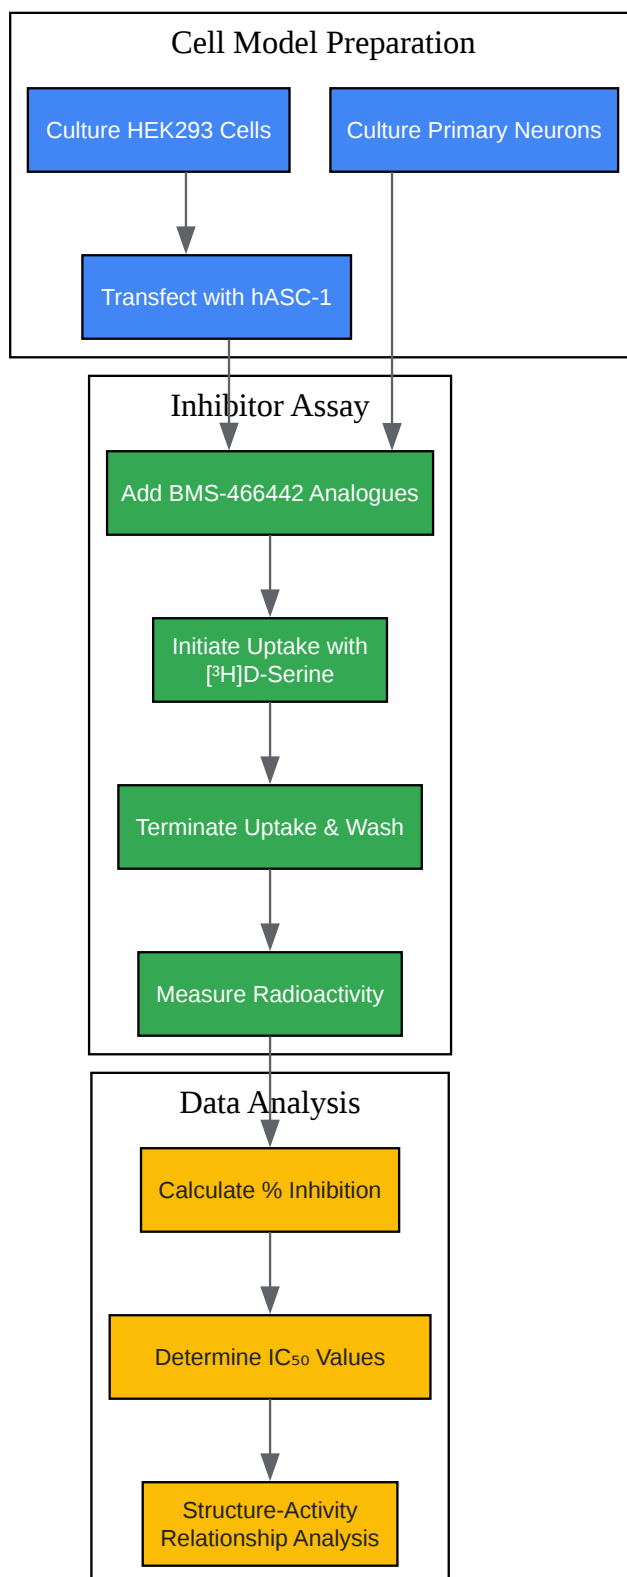 Cell Model Preparation
Culture HEK293 Cells
Culture Primary Neurons
Transfect with hASC-1
Inhibitor Assay
Add BMS-466442 Analogues
Initiate Uptake with
[³H]D-Serine
Terminate Uptake & Wash
Measure Radioactivity
Data Analysis
Calculate % Inhibition
Determine IC₅₀ Values
Structure-Activity
Relationship Analysis